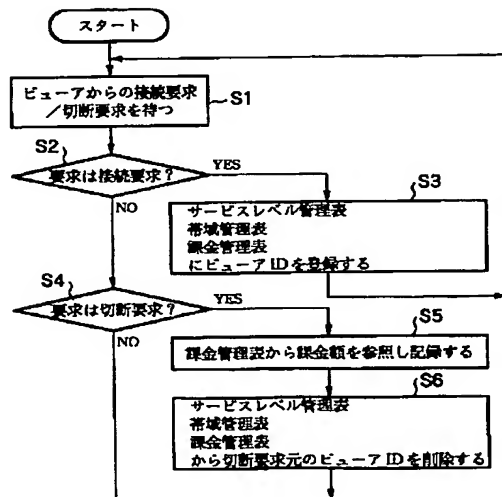 スタート
ビューアからの接続要求
／切断要求を待つ
S1
S2
要求は接続要求？
YES
NO
S3
サービスレベル管理表
帯域管理表
課金管理表
にビューアIDを登録する
S4
要求は切断要求？
YES
NO
S5
課金管理表から課金額を参照し記録する
S6
サービスレベル管理表
帯域管理表
課金管理表
から切断要求元のビューアIDを削除する